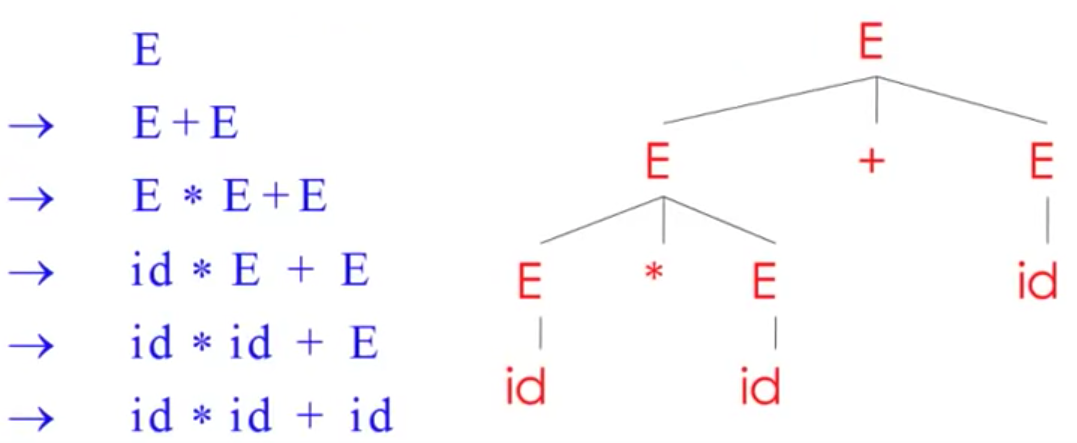 E
→ E + E
→ E * E + E
→ id * E + E
→ id * id + E
→ id * id + id
E
E + E
E * E id
id id